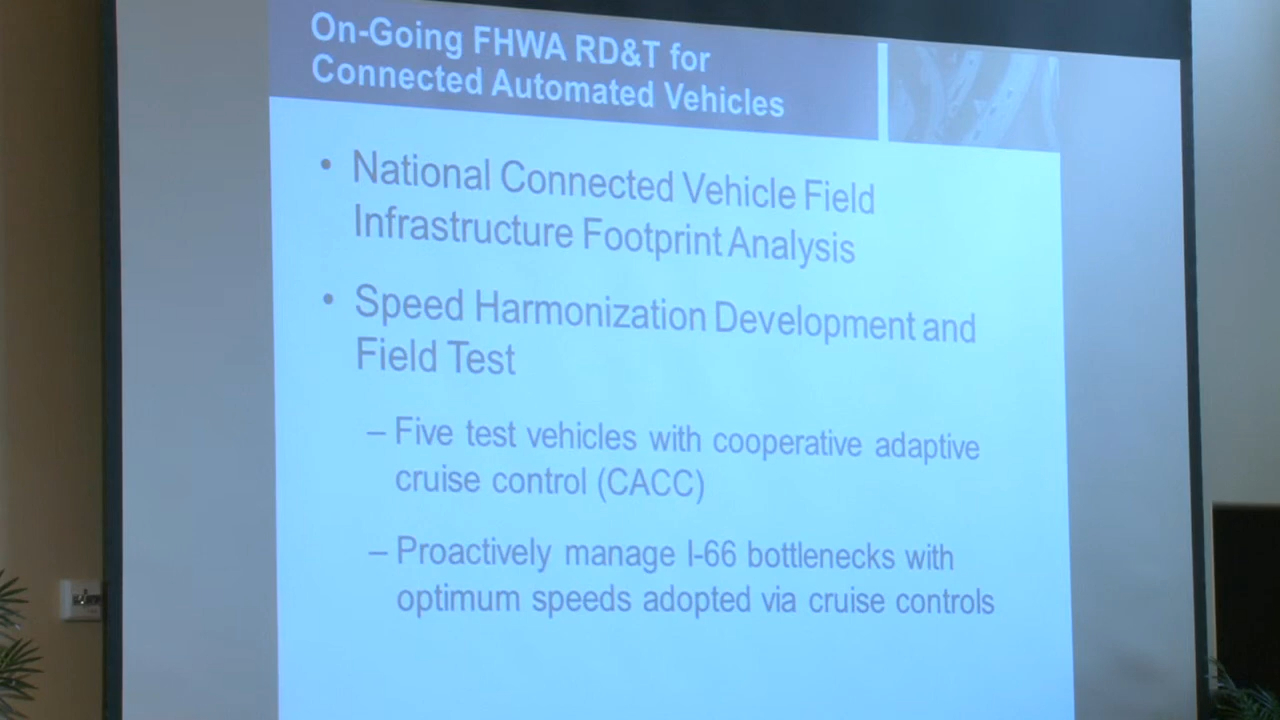 On-Going FHWA RD&T for
Connected Automated Vehicles
• National Connected Vehicle Field
Infrastructure Footprint Analysis
• Speed Harmonization Development and
Field Test
– Five test vehicles with cooperative adaptive
cruise control (CACC)
– Proactively manage I-66 bottlenecks with
optimum speeds adopted via cruise controls